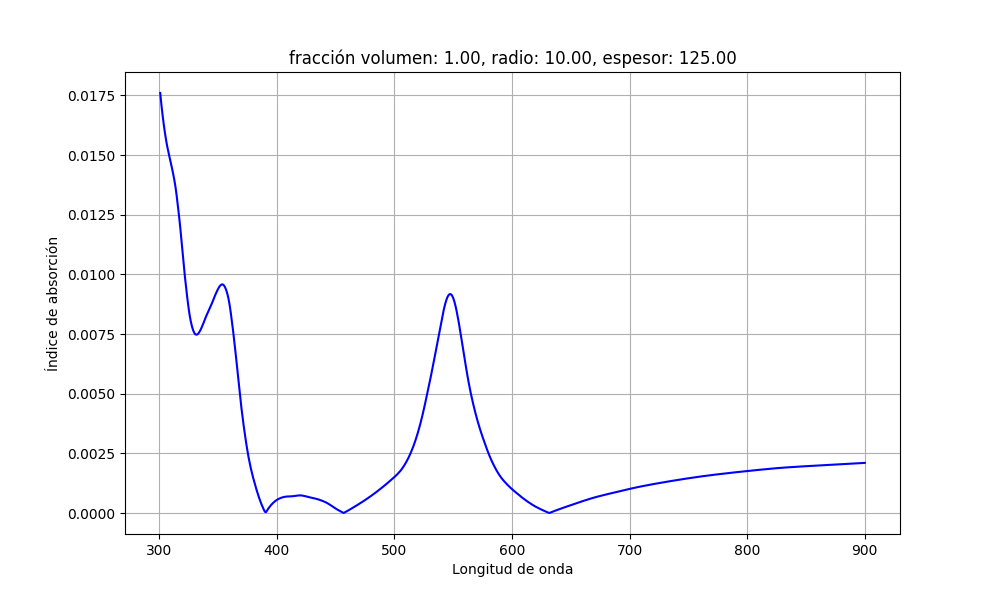 fracción volumen: 1.00, radio: 10.00, espesor: 125.00
Índice de absorción
0.0175
0.0150
0.0125
0.0100
0.0075
0.0050
0.0025
0.0000
300 400 500 600 700 800 900
Longitud de onda